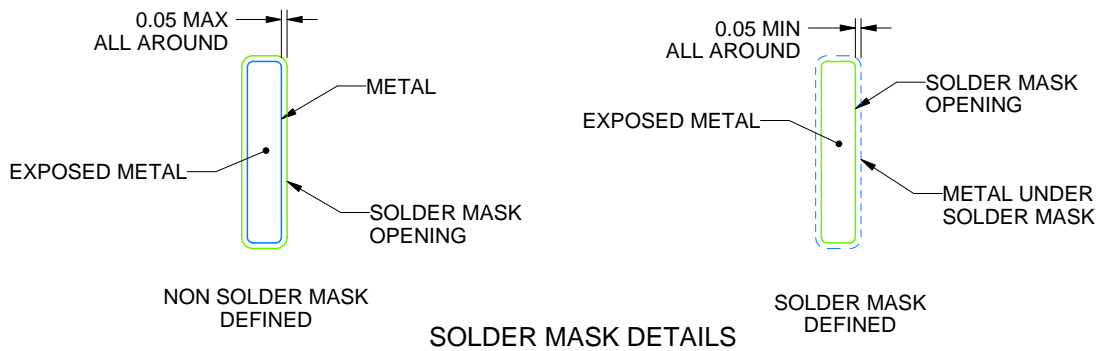 0.05 MAX
ALL AROUND
METAL
EXPOSED METAL
SOLDER MASK
OPENING
NON SOLDER MASK
DEFINED
0.05 MIN
ALL AROUND
SOLDER MASK
OPENING
EXPOSED METAL
METAL UNDER
SOLDER MASK
SOLDER MASK
DEFINED
SOLDER MASK DETAILS